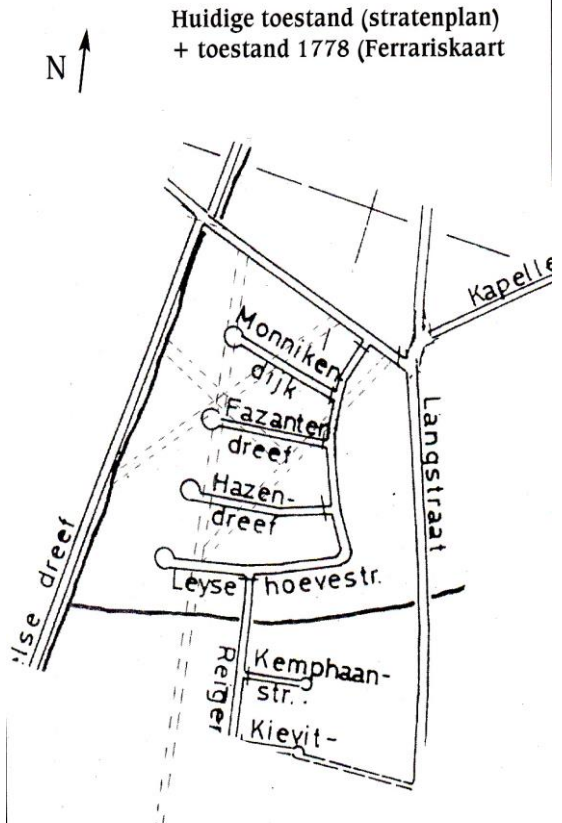 Huidige toestand (stratenplan)
+ toestand 1778 (Ferrariskaart
N
Kapelle
Monniken
dijk
Fazanten
dreef
Langstraat
Hazen-
dreef
lse dreef
Leyse hoevestr.
Reiger
Kemphaan-
str.
Kievit-